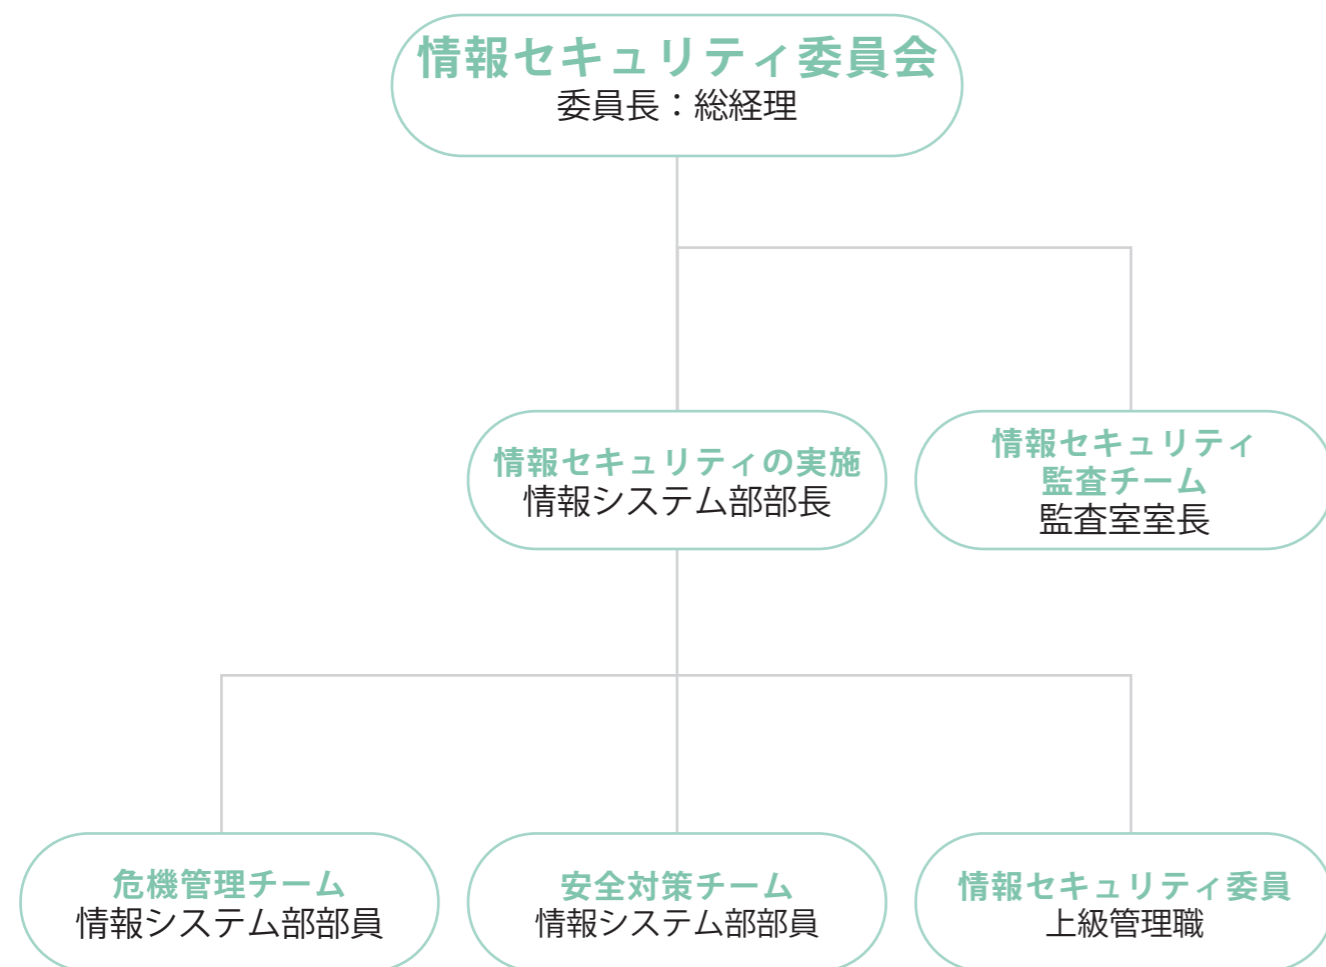 情報セキュリティ委員会
委員長：総経理
情報セキュリティの実施
情報システム部部長
情報セキュリティ
監査チーム
監査室室長
危機管理チーム
情報システム部部員
安全対策チーム
情報システム部部員
情報セキュリティ委員
上級管理職